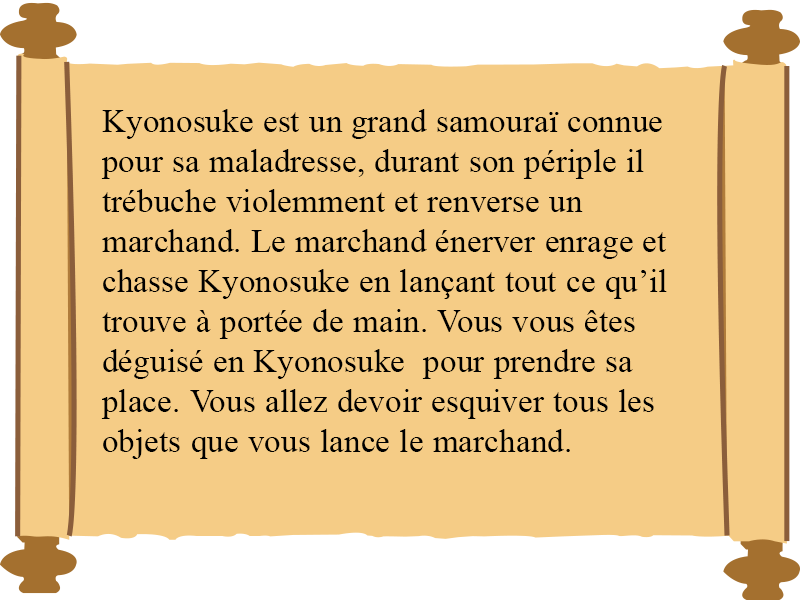 Kyonosuke est un grand samouraï connue
pour sa maladresse, durant son périple il
trébuche violemment et renverse un
marchand. Le marchand énerver enrage et
chasse Kyonosuke en lançant tout ce qu’il
trouve à portée de main. Vous vous êtes
déguisé en Kyonosuke  pour prendre sa
place. Vous allez devoir esquiver tous les
objets que vous lance le marchand.